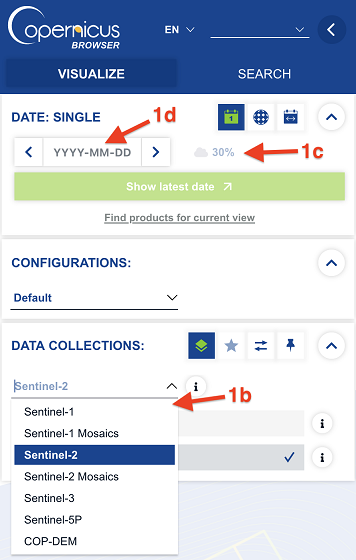 Copernicus
BROWSER
EN
VISUALIZE
SEARCH
DATE: SINGLE
1d
1
YYYY-MM-DD
30%
1c
Show latest date
Find products for current view
CONFIGURATIONS:
Default
DATA COLLECTIONS:
Sentinel-2
i
1b
Sentinel-1
Sentinel-1 Mosaics
i
Sentinel-2
i
Sentinel-2 Mosaics
Sentinel-3
Sentinel-5P
COP-DEM